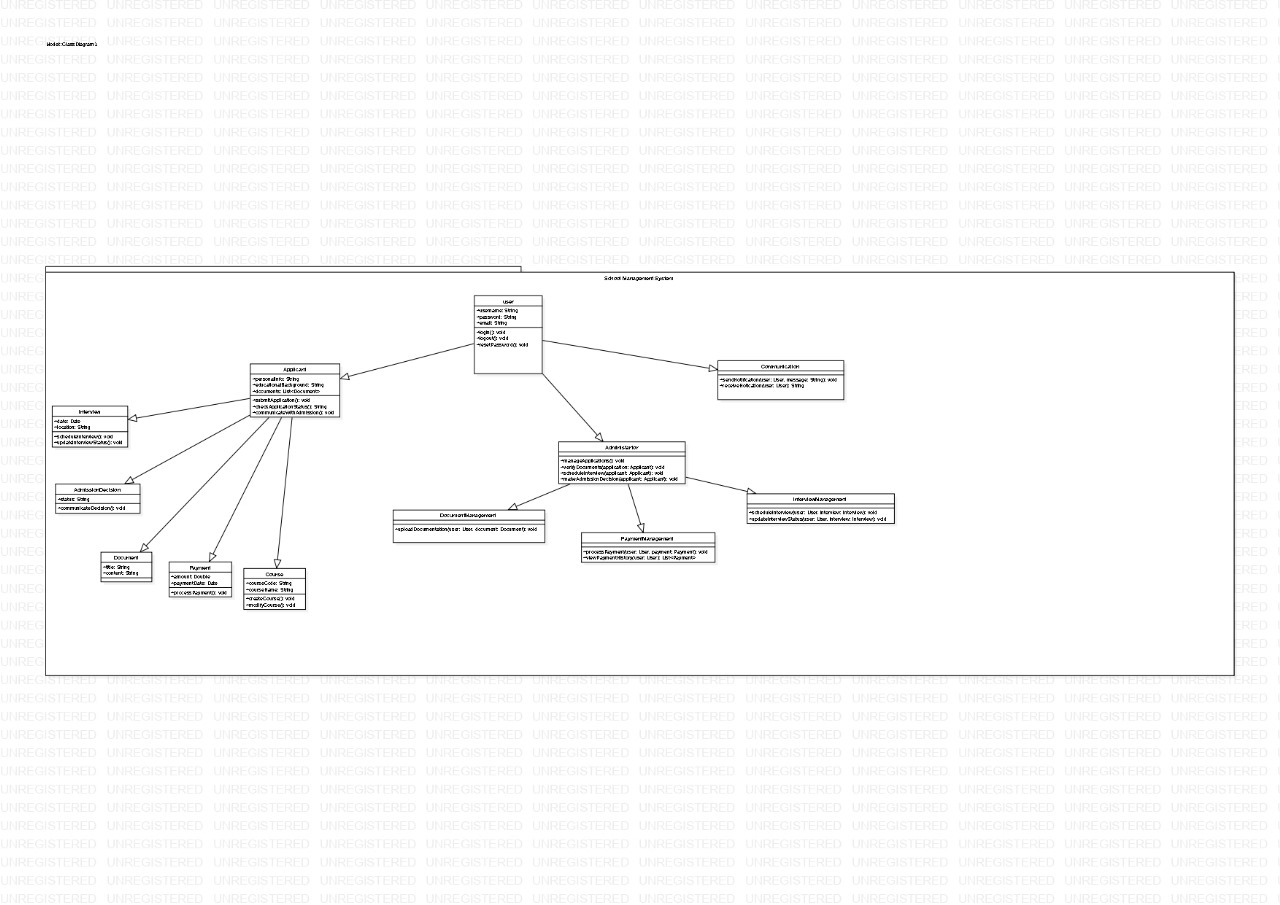 Model::ClassDiagram1
School Management System
user
+username: String
+password: String
+email: String
+login(): void
+logout(): void
+resetPassword(): void
Applicant
+personalInfo: String
+educationalBackground: String
+documents: List<Document>
+submitApplication(): void
+checkApplicationStatus(): String
+communicateWithAdmission(): void
Communication
+sendNotification(user: User, message: String): void
+receiveNotification(user: User): String
Interview
+date: Date
+location: String
+scheduleInterview(): void
+updateInterviewStatus(): void
+manageApplications(): void
+verifyDocuments(application: Applicant): void
+scheduleInterview(applicant: Applicant): void
+makeAdmissionDecision(applicant: Applicant): void
AdmissionDecision
+status: String
+communicateDecision(): void
DocumentManagement
+uploadDocumentation(user: User, document: Document): void
InterviewManagement
+scheduleInterview(user: User, interview: Interview): void
+updateInterviewStatus(user: User, interview: Interview): void
PaymentManagement
+processPayment(user: User, payment: Payment): void
+viewPaymentHistory(user: User): List<Payment>
Document
+title: String
+content: String
Payment
+amount: Double
+paymentDate: Date
+processPayment(): void
Course
+courseCode: String
+courseName: String
+createCourse(): void
+modifyCourse(): void
UNREGISTERED